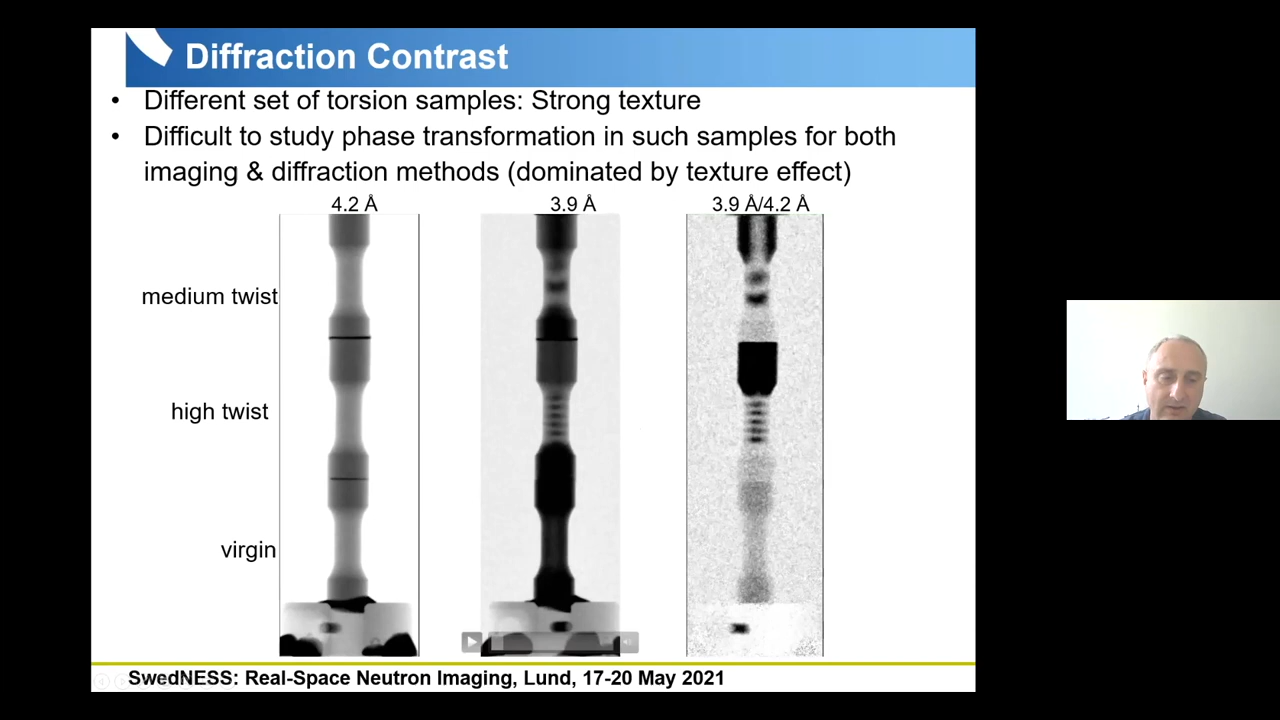 Diffraction Contrast
• Different set of torsion samples: Strong texture
• Difficult to study phase transformation in such samples for both
imaging & diffraction methods (dominated by texture effect)
4.2 Å 3.9 Å 3.9 Å/4.2 Å
medium twist
high twist
virgin
SwedNESS: Real-Space Neutron Imaging, Lund, 17-20 May 2021